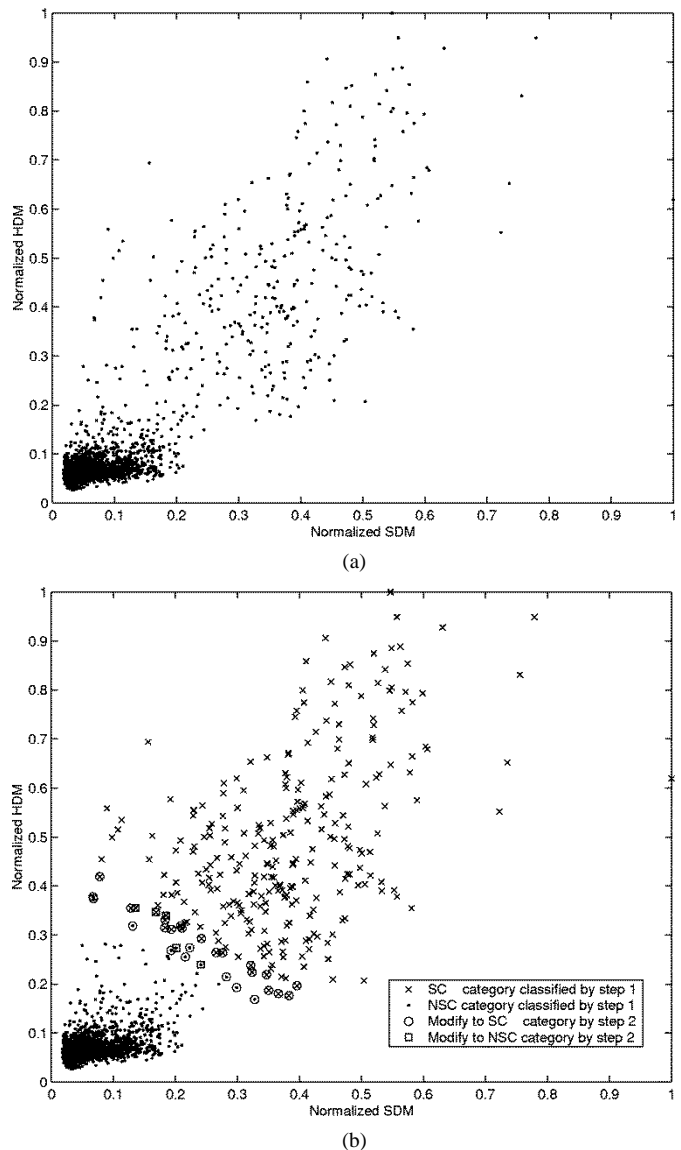 1
0.9
0.8
0.7
0.6
0.5
0.4
0.3
0.2
0.1
0
Normalized HDM
0 0.1 0.2 0.3 0.4 0.5 0.6 0.7 0.8 0.9 1
Normalized SDM
(a)
1
0.9
0.8
0.7
0.6
0.5
0.4
0.3
0.2
0.1
0
Normalized HDM
SC category classified by step 1
NSC category classified by step 1
Modify to SC category by step 2
Modify to NSC category by step 2
0 0.1 0.2 0.3 0.4 0.5 0.6 0.7 0.8 0.9 1
Normalized SDM
(b)